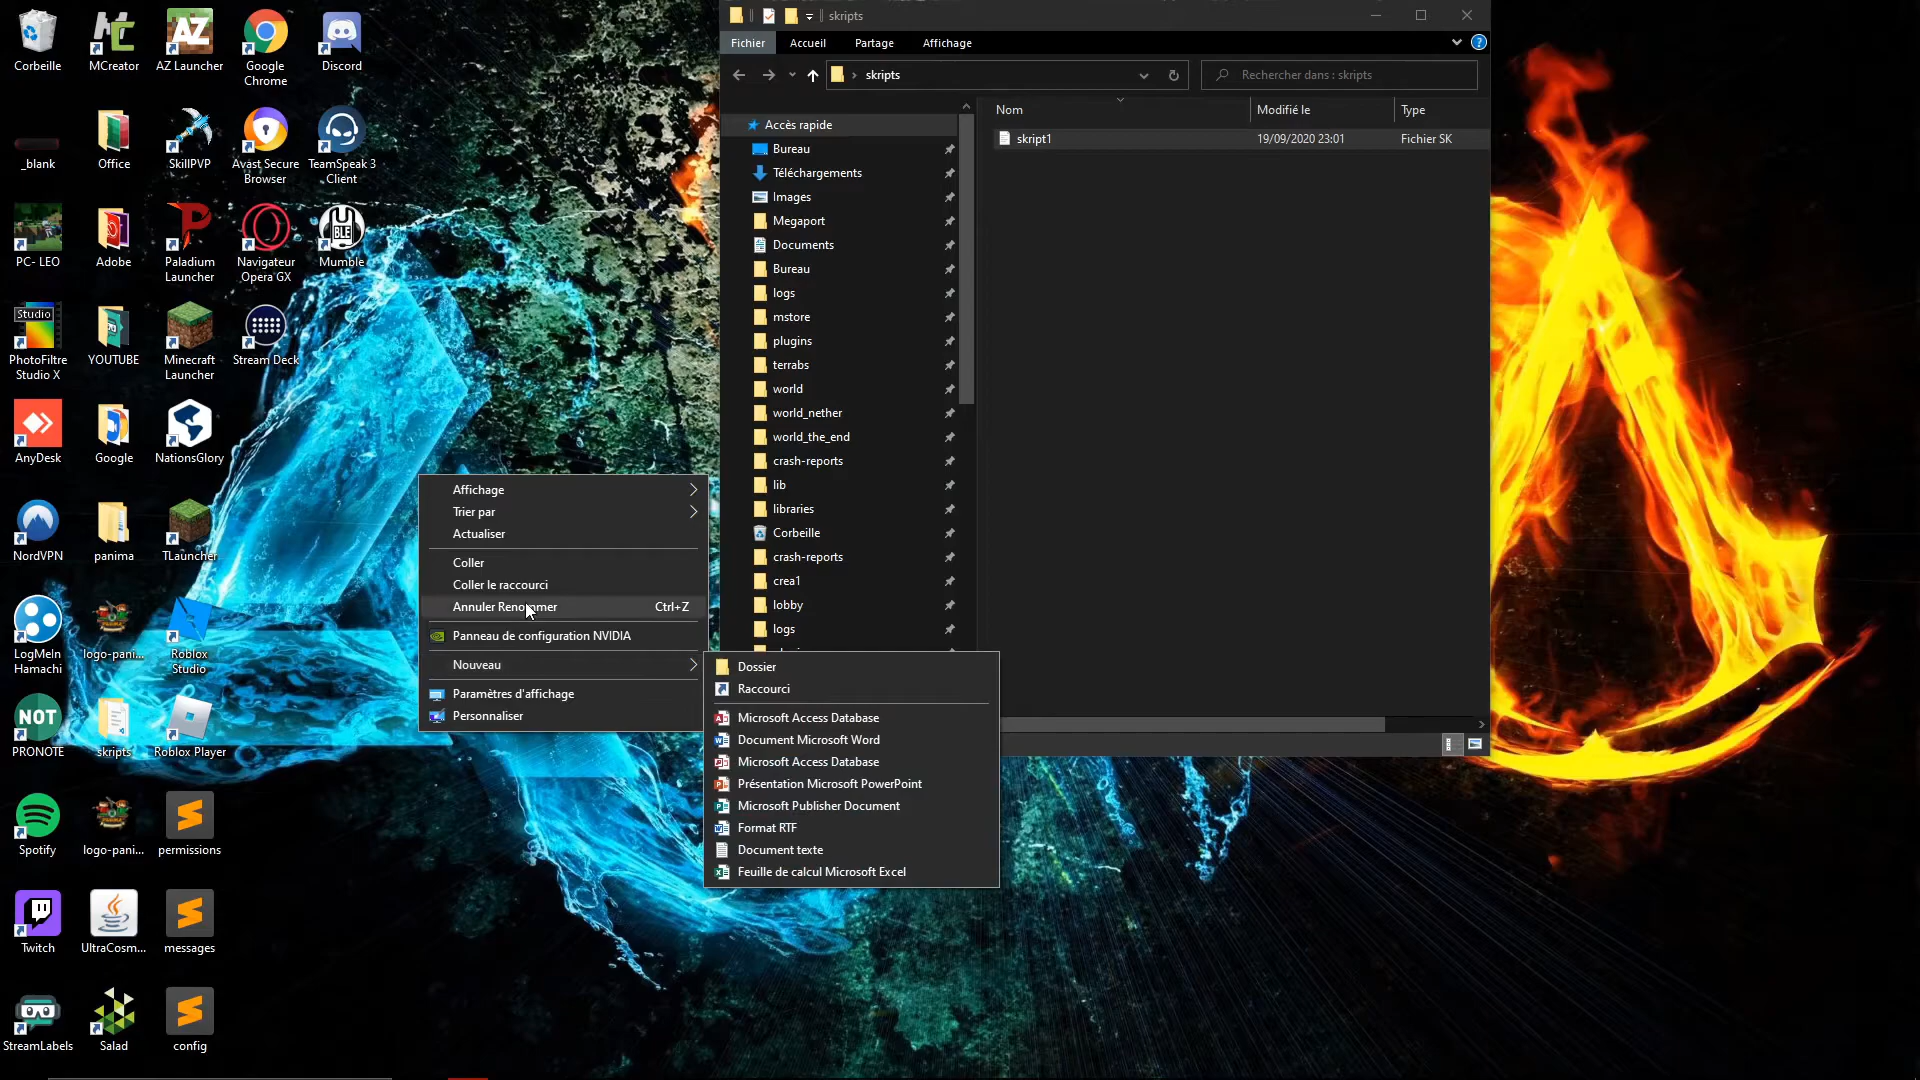 Corbeille
MCreator
AZ Launcher
Google
Chrome
Discord
_blank
Office
SkillPVP
Avast Secure
Browser
TeamSpeak 3
Client
PC- LEO
Adobe
Paladium
Launcher
Navigateur
Opera GX
Mumble
Studio
PhotoFiltre
Studio X
YOUTUBE
Minecraft
Launcher
Stream Deck
AnyDesk
Google
NationsGlory
NordVPN
panima
TLauncher
LogMeIn
Hamachi
logo-pani...
Roblox
Studio
NOT
PRONOTE
skripts
Roblox Player
Spotify
logo-pani...
permissions
Twitch
UltraCosm...
messages
StreamLabels
Salad
config
skripts
Fichier
Accueil
Partage
Affichage
skripts
Rechercher dans : skripts
Nom
Modifié le
Type
skript1
19/09/2020 23:01
Fichier SK
Accès rapide
Bureau
Téléchargements
Images
Megaport
Documents
Bureau
logs
mstore
plugins
terrabs
world
world_nether
world_the_end
crash-reports
lib
libraries
Corbeille
crash-reports
crea1
lobby
logs
Affichage
Trier par
Actualiser
Coller
Coller le raccourci
Annuler Renommer Ctrl+Z
Panneau de configuration NVIDIA
Nouveau
Paramètres d'affichage
Personnaliser
Dossier
Raccourci
Microsoft Access Database
Document Microsoft Word
Microsoft Access Database
Présentation Microsoft PowerPoint
Microsoft Publisher Document
Format RTF
Document texte
Feuille de calcul Microsoft Excel